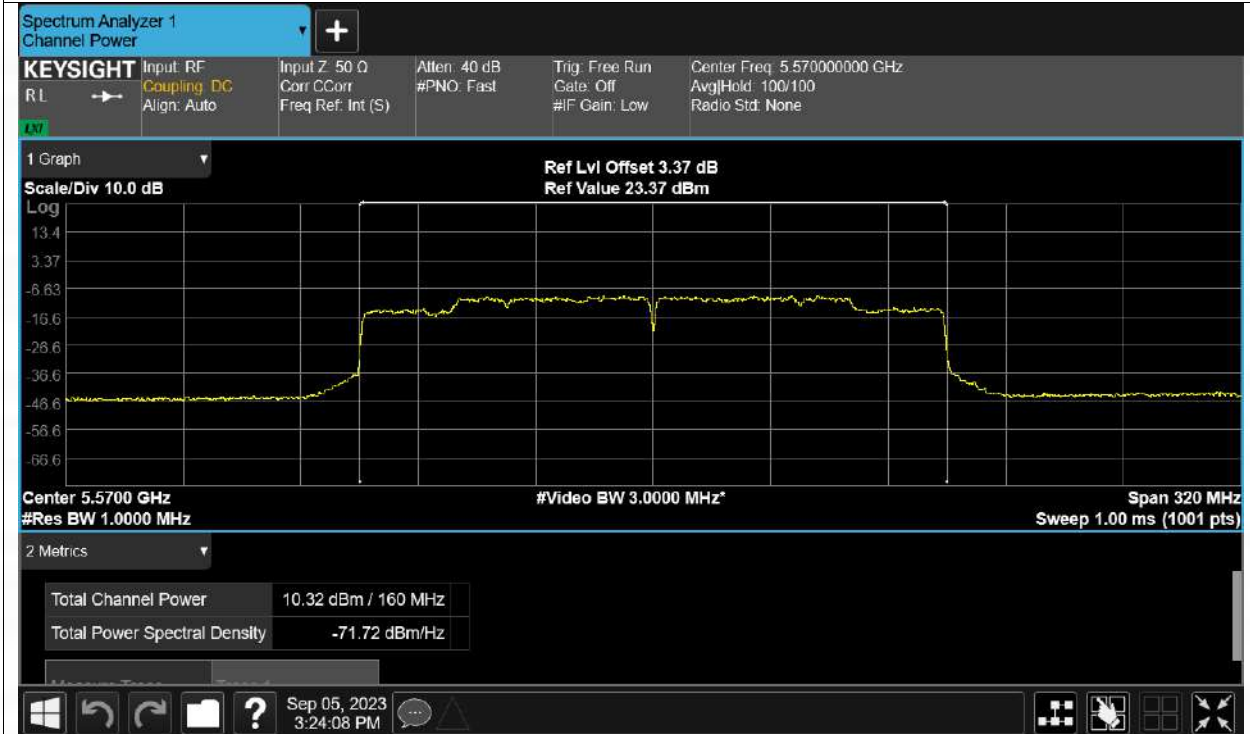 Spectrum Analyzer 1
Channel Power
KEYSIGHT Input: RF Input Z: 50 Ω Atten: 40 dB Trig: Free Run Center Freq: 5.570000000 GHz
RL Coupling: DC Corr CCorr #PNO: Fast Gate: Off Avg|Hold: 100/100
Align: Auto Freq Ref: Int (S) #IF Gain: Low Radio Std: None
LXI
1 Graph
Ref Lvl Offset 3.37 dB
Scale/Div 10.0 dB Ref Value 23.37 dBm
Log
13.4
3.37
-6.63
-16.6
-26.6
-36.6
-46.6
-56.6
-66.6
Center 5.5700 GHz #Video BW 3.0000 MHz* Span 320 MHz
#Res BW 1.0000 MHz Sweep 1.00 ms (1001 pts)
2 Metrics
Total Channel Power 10.32 dBm / 160 MHz
Total Power Spectral Density -71.72 dBm/Hz
Sep 05, 2023
3:24:08 PM